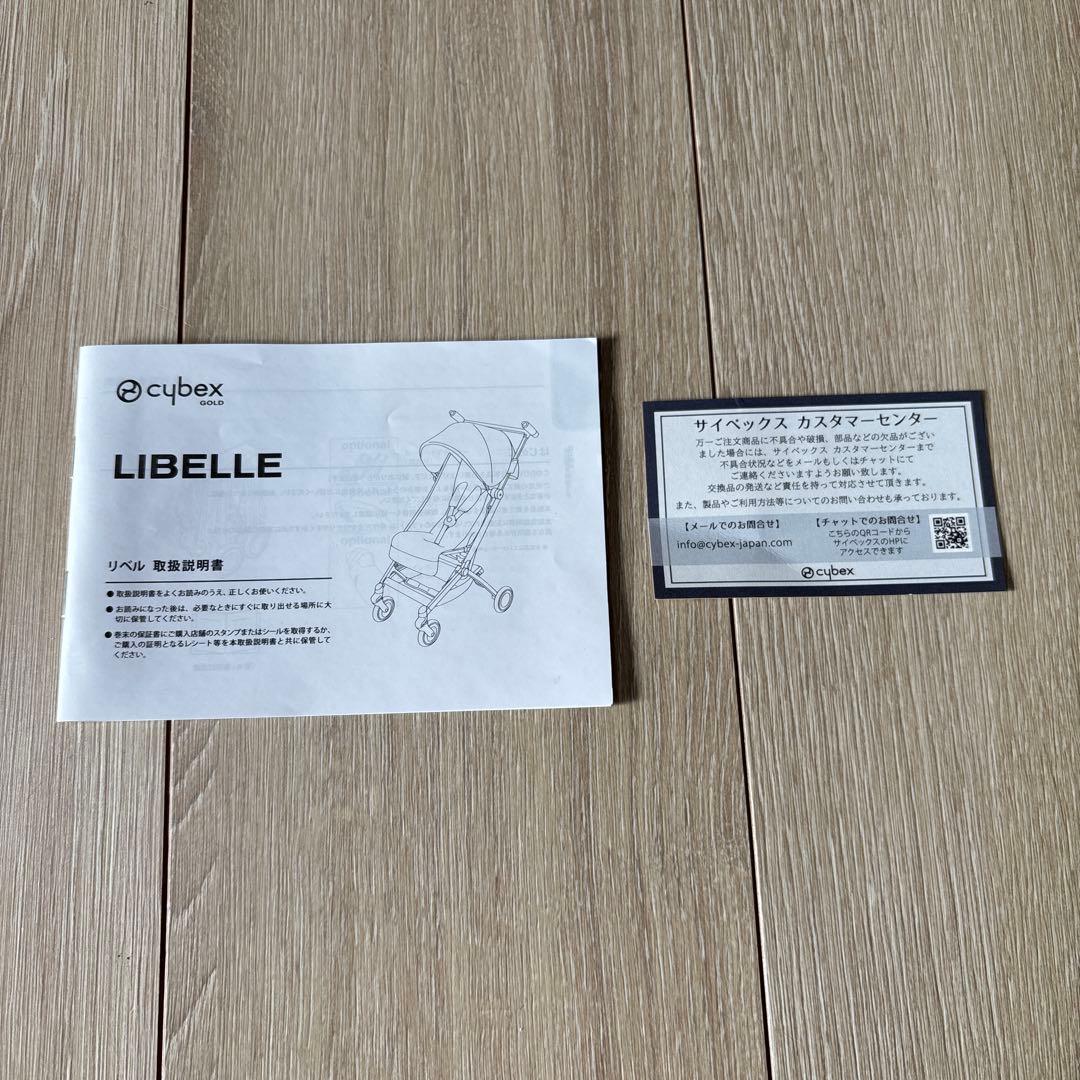 cybex
GOLD
LIBELLE
リベル 取扱説明書
● 取扱説明書をよくお読みのうえ、正しくお使いください。
● お読みになった後は、必要なときにすぐに取り出せる場所に大
切に保管してください。
● 巻末の保証書にご購入店舗のスタンプまたはシールを取得するか、
ご購入の証明となるレシート等を本取扱説明書と共に保管して
ください。
サイベックス カスタマーセンター
万一ご注文商品に不具合や破損、部品などの欠品がござい
ました場合には、サイベックス カスタマーセンターまで
不具合状況などをメールもしくはチャットにて
ご連絡くださいますようお願い致します。
交換品の発送など責任を持って対応させて頂きます。
また、製品やご利用方法等についてのお問い合わせも承っております。
【メールでのお問合せ】
info@cybex-japan.com
【チャットでのお問合せ】
こちらのQRコードから
サイベックスのHPに
アクセスできます
cybex